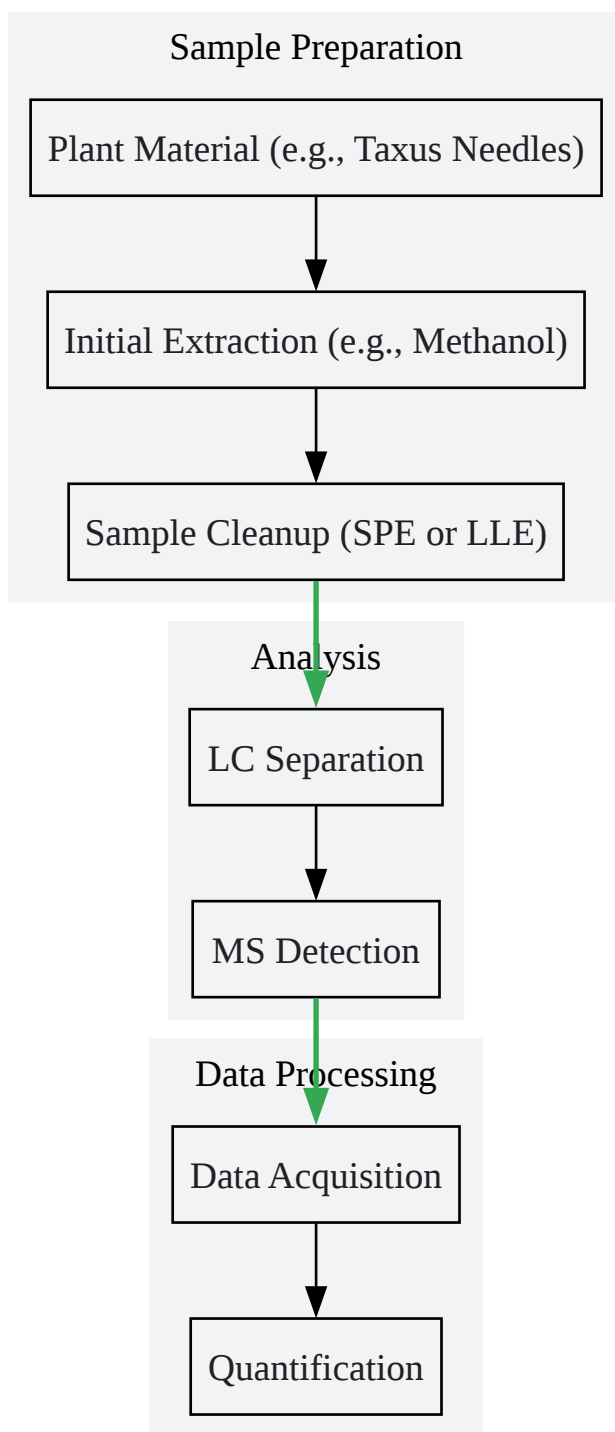 Sample Preparation
Plant Material (e.g., Taxus Needles)
Initial Extraction (e.g., Methanol)
Sample Cleanup (SPE or LLE)
Analysis
LC Separation
MS Detection
Data Processing
Data Acquisition
Quantification